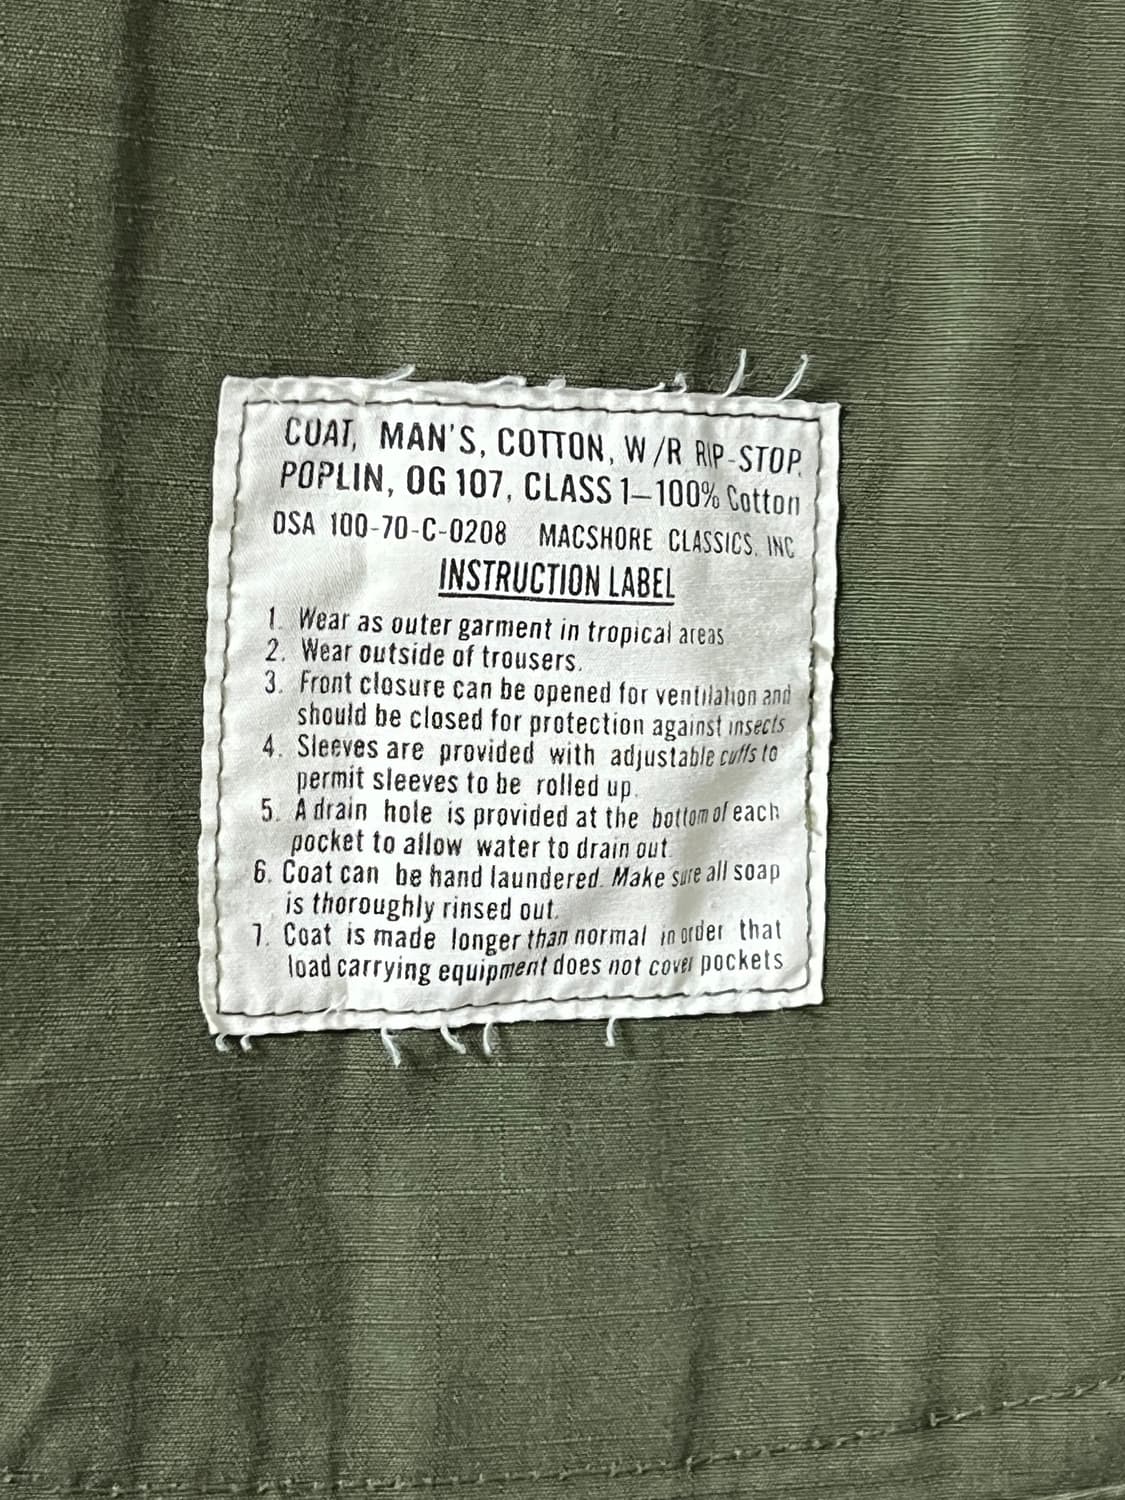 COAT, MAN'S, COTTON, W/R RIP-STOP
POPLIN, OG 107, CLASS 1—100% Cotton
DSA 100-70-C-0208 MACSHORE CLASSICS, INC
INSTRUCTION LABEL
1. Wear as outer garment in tropical areas
2. Wear outside of trousers.
3. Front closure can be opened for ventilation and
should be closed for protection against insects
4. Sleeves are provided with adjustable cuffs to
permit sleeves to be rolled up.
5. A drain hole is provided at the bottom of each
pocket to allow water to drain out
6. Coat can be hand laundered. Make sure all soap
is thoroughly rinsed out.
7. Coat is made longer than normal in order that
load carrying equipment does not cover pockets